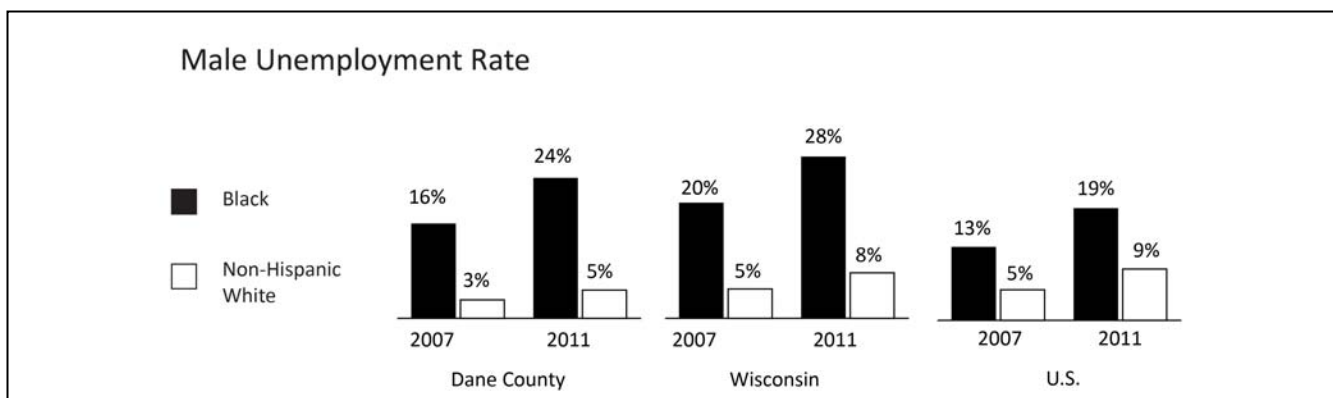 Male Unemployment Rate
Black
Non-Hispanic
White
16%
3%
24%
5%
2007
2011
Dane County
20%
5%
28%
8%
2007
2011
Wisconsin
13%
5%
19%
9%
2007
2011
U.S.